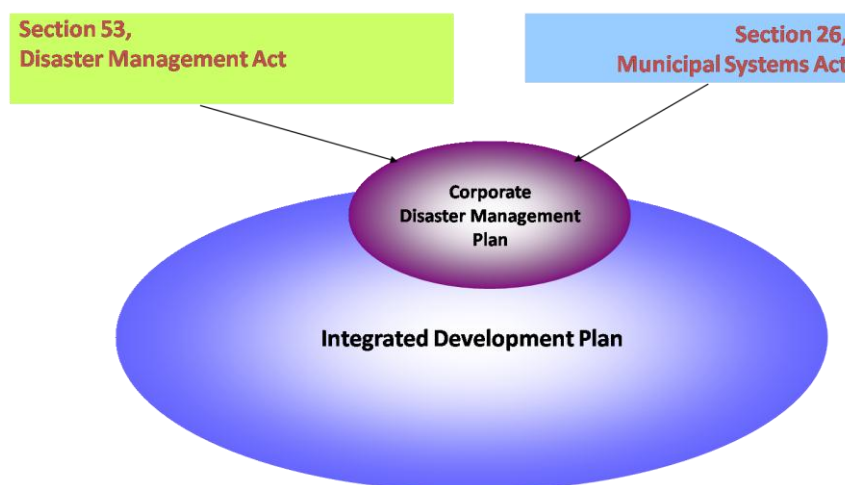 Section 53,
Disaster Management Act
Section 26,
Municipal Systems Act
Corporate
Disaster Management
Plan
Integrated Development Plan